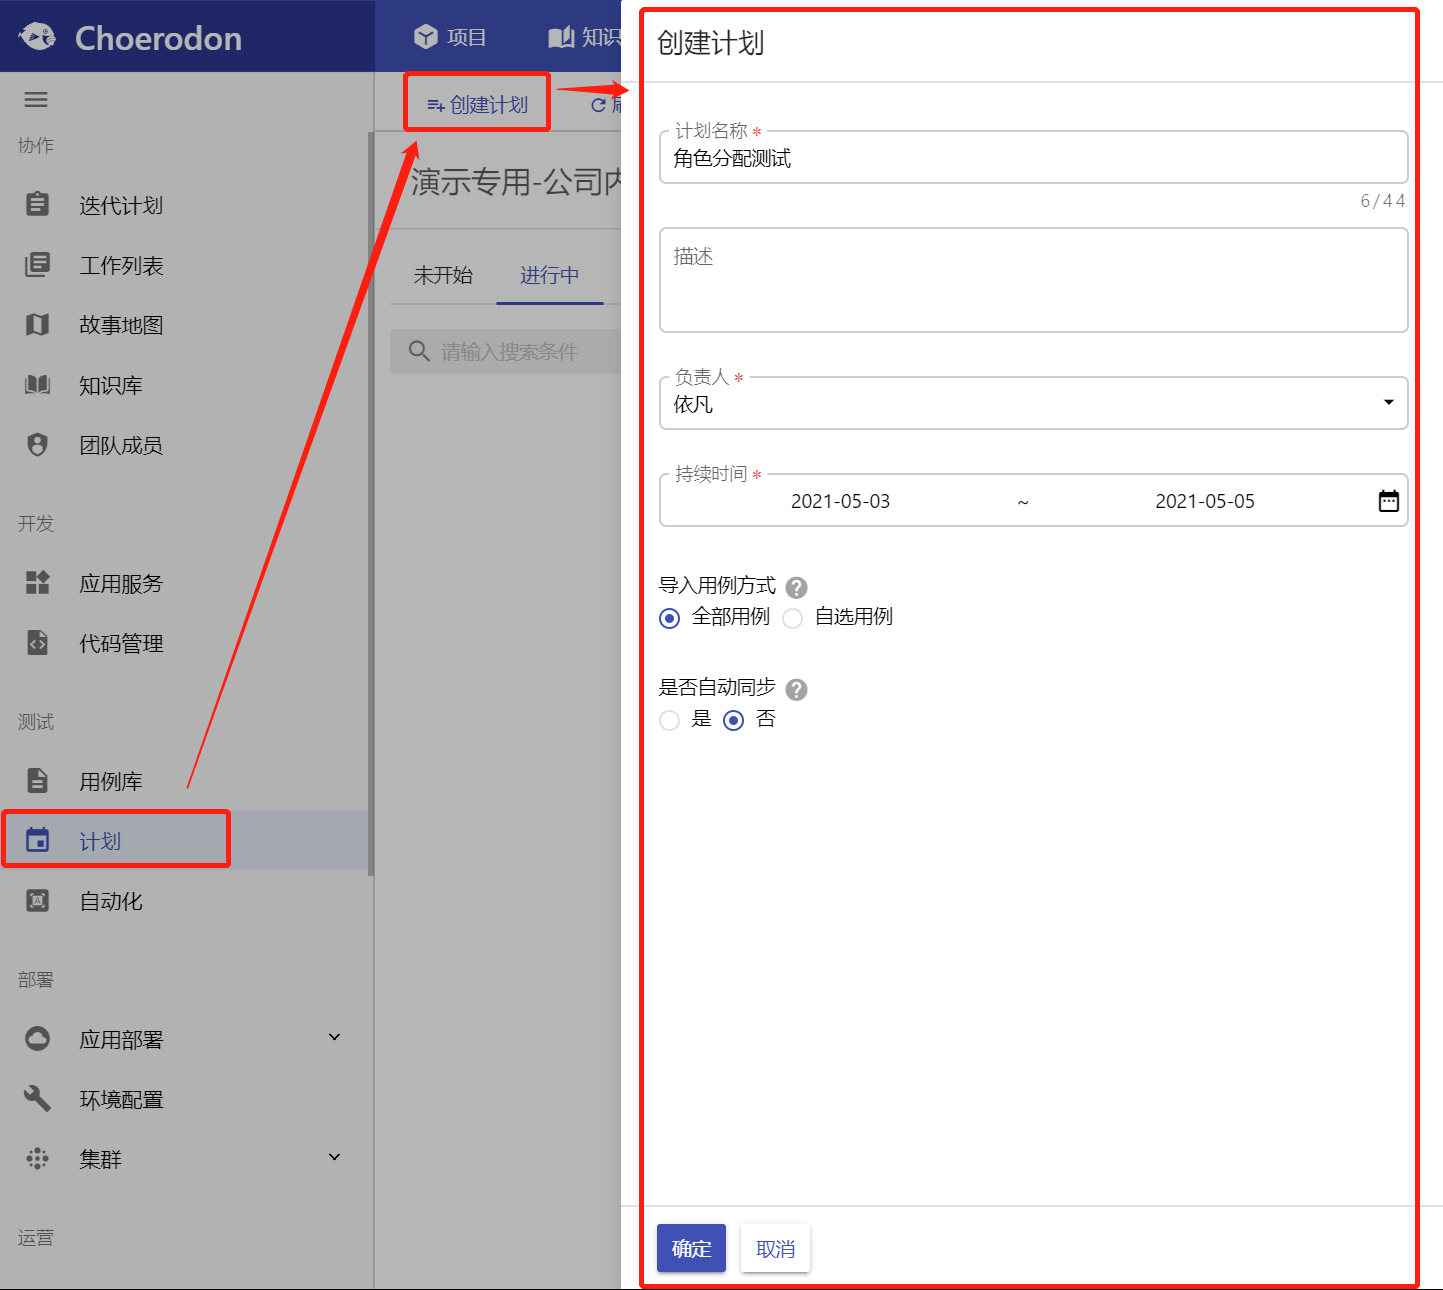 Choerodon
项目
知识
协作
迭代计划
工作列表
故事地图
知识库
团队成员
开发
应用服务
代码管理
测试
用例库
计划
自动化
部署
应用部署
环境配置
集群
运营
创建计划
演示专用-公司内
未开始
进行中
请输入搜索条件
创建计划
计划名称 *
角色分配测试
6/44
描述
负责人 *
依凡
持续时间 *
2021-05-03 ~ 2021-05-05
导入用例方式 ?
全部用例 自选用例
是否自动同步 ?
是 否
确定 取消